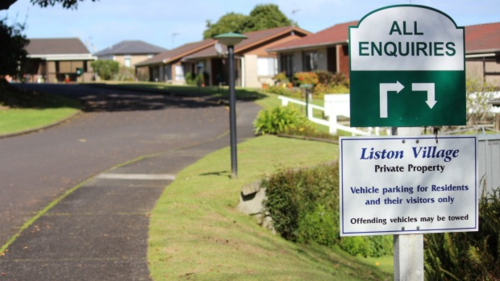 ALL
ENQUIRIES
Liston Village
Private Property
Vehicle parking for Residents
and their visitors only
Offending vehicles may be towed